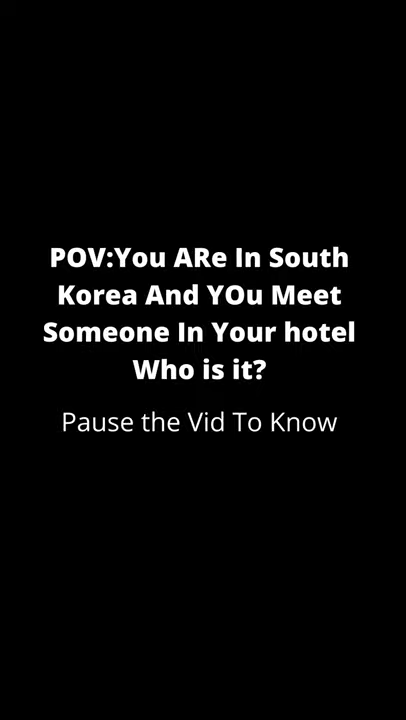 POV:You ARe In South
Korea And YOu Meet
Someone In Your hotel
Who is it?
Pause the Vid To Know